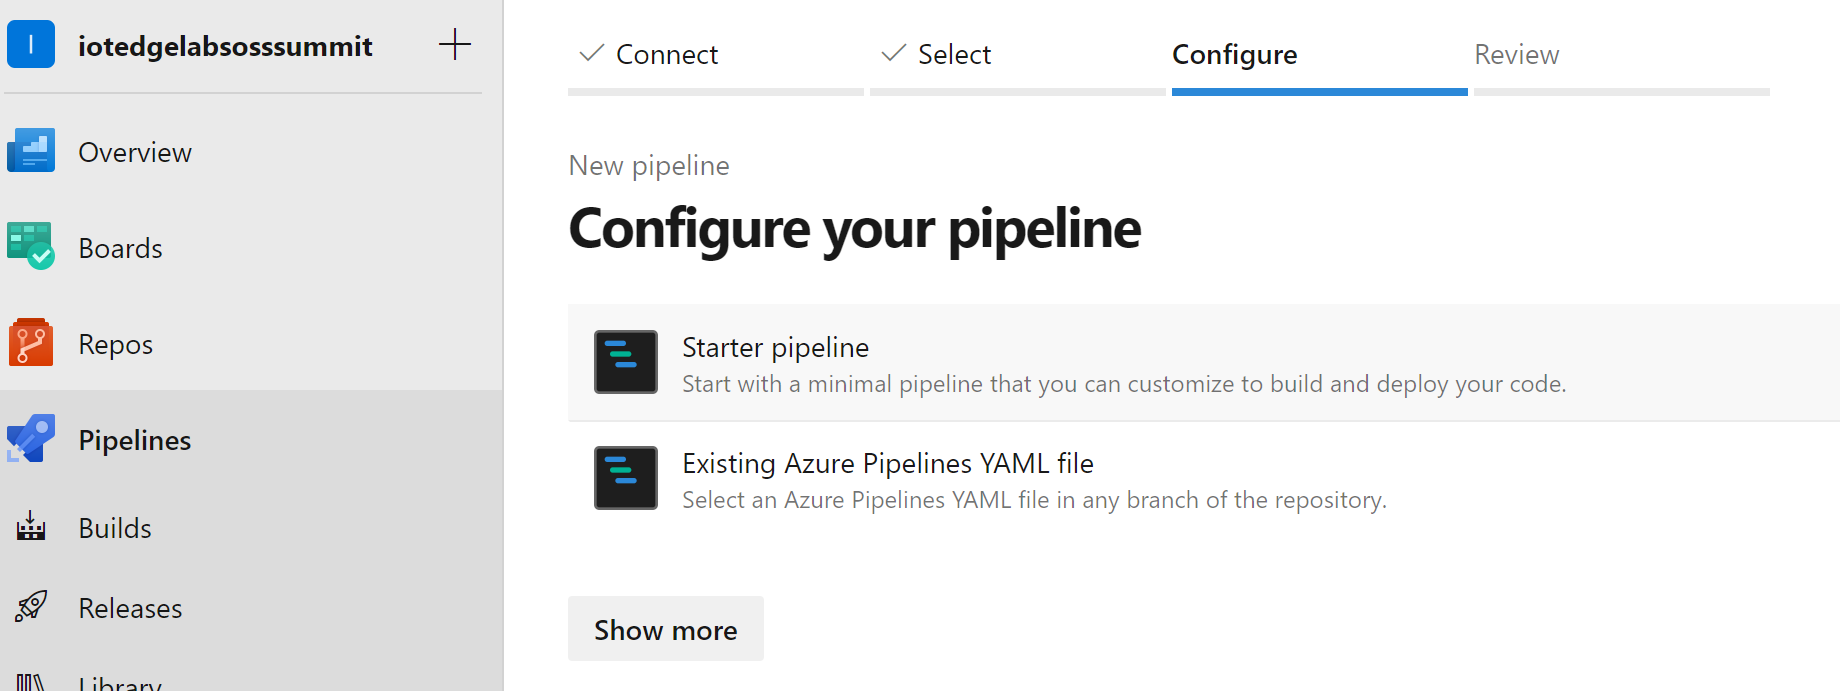 I
iotedgelabsosssummit
Overview
Boards
Repos
Pipelines
Builds
Releases
Library
Connect
Select
Configure
Review
New pipeline
Configure your pipeline
Starter pipeline
Start with a minimal pipeline that you can customize to build and deploy your code.
Existing Azure Pipelines YAML file
Select an Azure Pipelines YAML file in any branch of the repository.
Show more